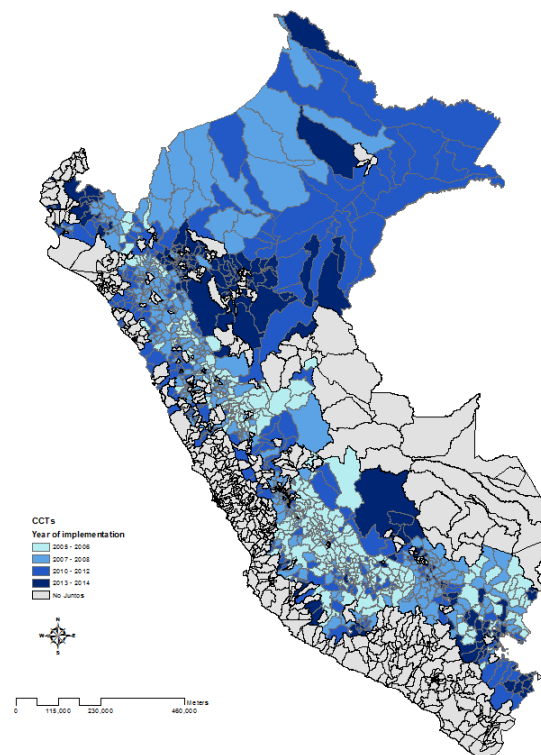 CCTs
Year of implementation
2005 - 2006
2007 - 2008
2010 - 2012
2013 - 2014
No Juntos
N
W E
S
Meters
0 115,000 230,000 460,000